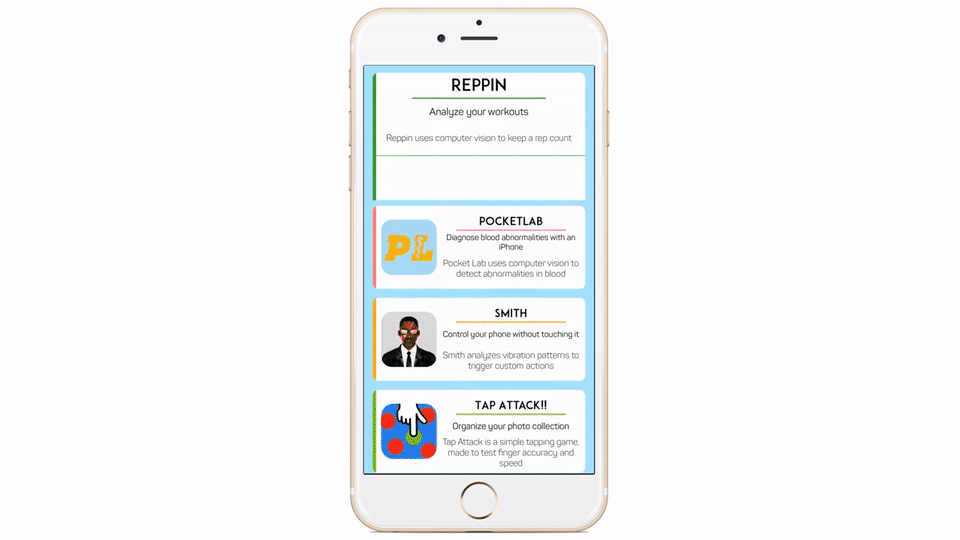 REPPIN
Analyze your workouts
Reppin uses computer vision to keep a rep count
PL
POCKETLAB
Diagnose blood abnormalities with an
iPhone
Pocket Lab uses computer vision to
detect abnormalities in blood
SMITH
Control your phone without touching it
Smith analyzes vibration patterns to
trigger custom actions
TAP ATTACK!!
Organize your photo collection
Tap Attack is a simple tapping game,
made to test finger accuracy and
speed